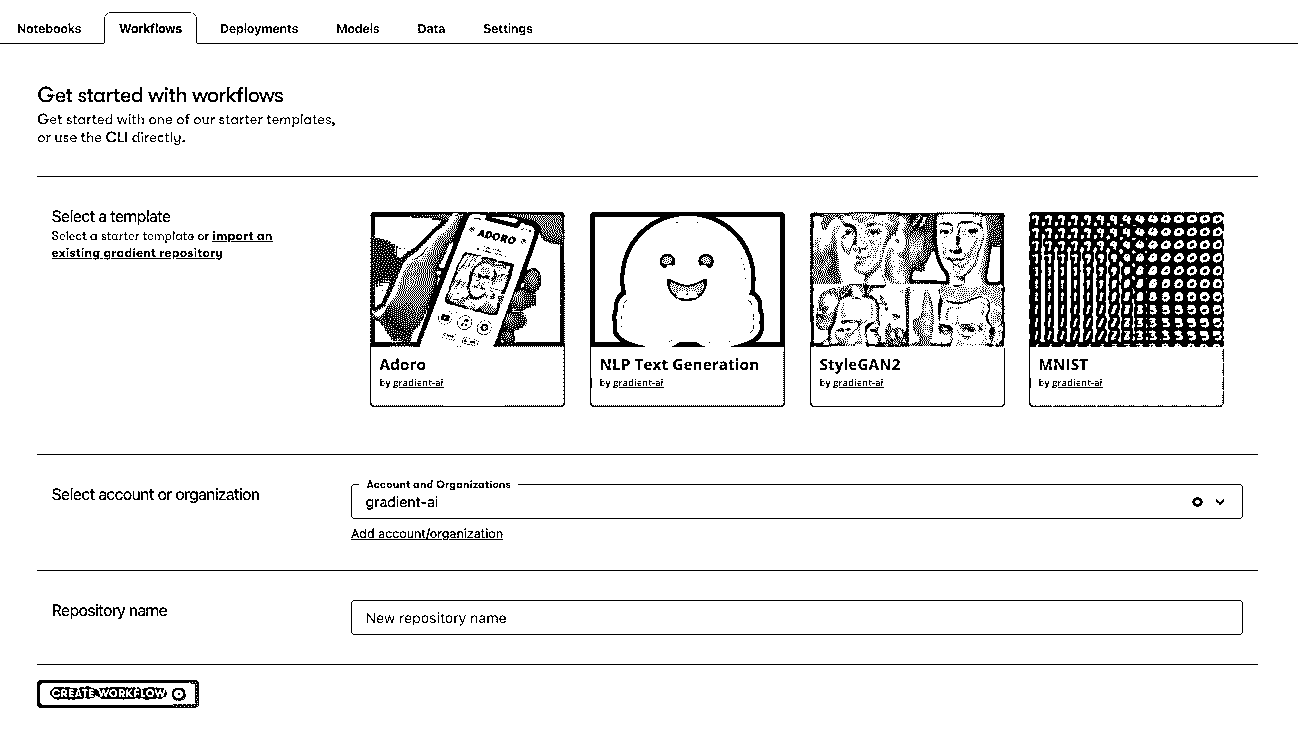 Notebooks
Workflows
Deployments
Models
Data
Settings
Get started with workflows
Get started with one of our starter templates,
or use the CLI directly.
Select a template
Select a starter template or import an
existing gradient repository
ADORO
Adoro
by gradient-ai
NLP Text Generation
by gradient-ai
StyleGAN2
by gradient-ai
MNIST
by gradient-ai
Select account or organization
Account and Organizations
gradient-ai
Add account/organization
Repository name
New repository name
CREATE WORKFLOW